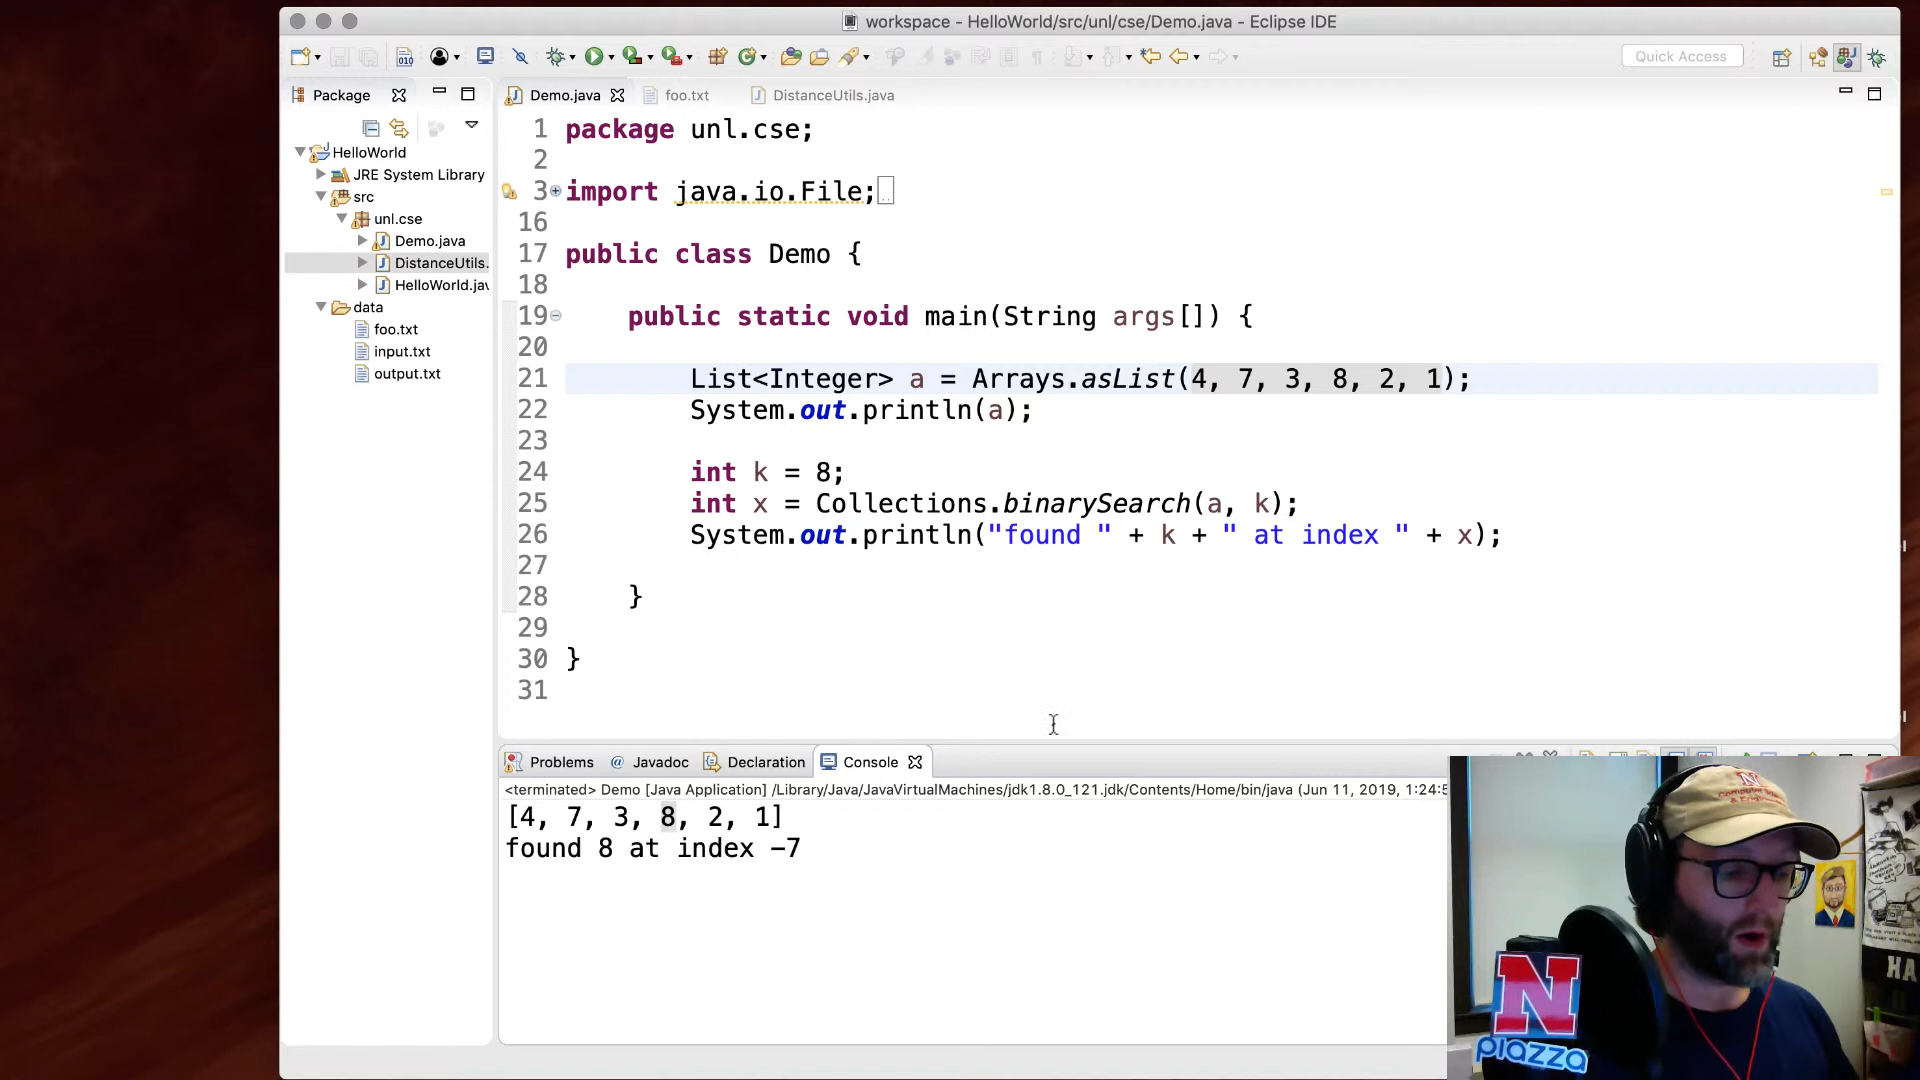 workspace - HelloWorld/src/unl/cse/Demo.java - Eclipse IDE
Quick Access
Package
Demo.java
foo.txt
DistanceUtils.java
HelloWorld
JRE System Library
src
unl.cse
Demo.java
DistanceUtils.
HelloWorld.jav
data
foo.txt
input.txt
output.txt
1 package unl.cse;
2
3 import java.io.File;
16
17 public class Demo {
18
19 public static void main(String args[]) {
20
21 List<Integer> a = Arrays.asList(4, 7, 3, 8, 2, 1);
22 System.out.println(a);
23
24 int k = 8;
25 int x = Collections.binarySearch(a, k);
26 System.out.println("found " + k + " at index " + x);
27
28 }
29
30 }
31
Problems @ Javadoc Declaration Console
<terminated> Demo [Java Application] /Library/Java/JavaVirtualMachines/jdk1.8.0_121.jdk/Contents/Home/bin/java (Jun 11, 2019, 1:24:5
[4, 7, 3, 8, 2, 1]
found 8 at index -7
N
Computer Science
& Engineering
N
piazza
HA